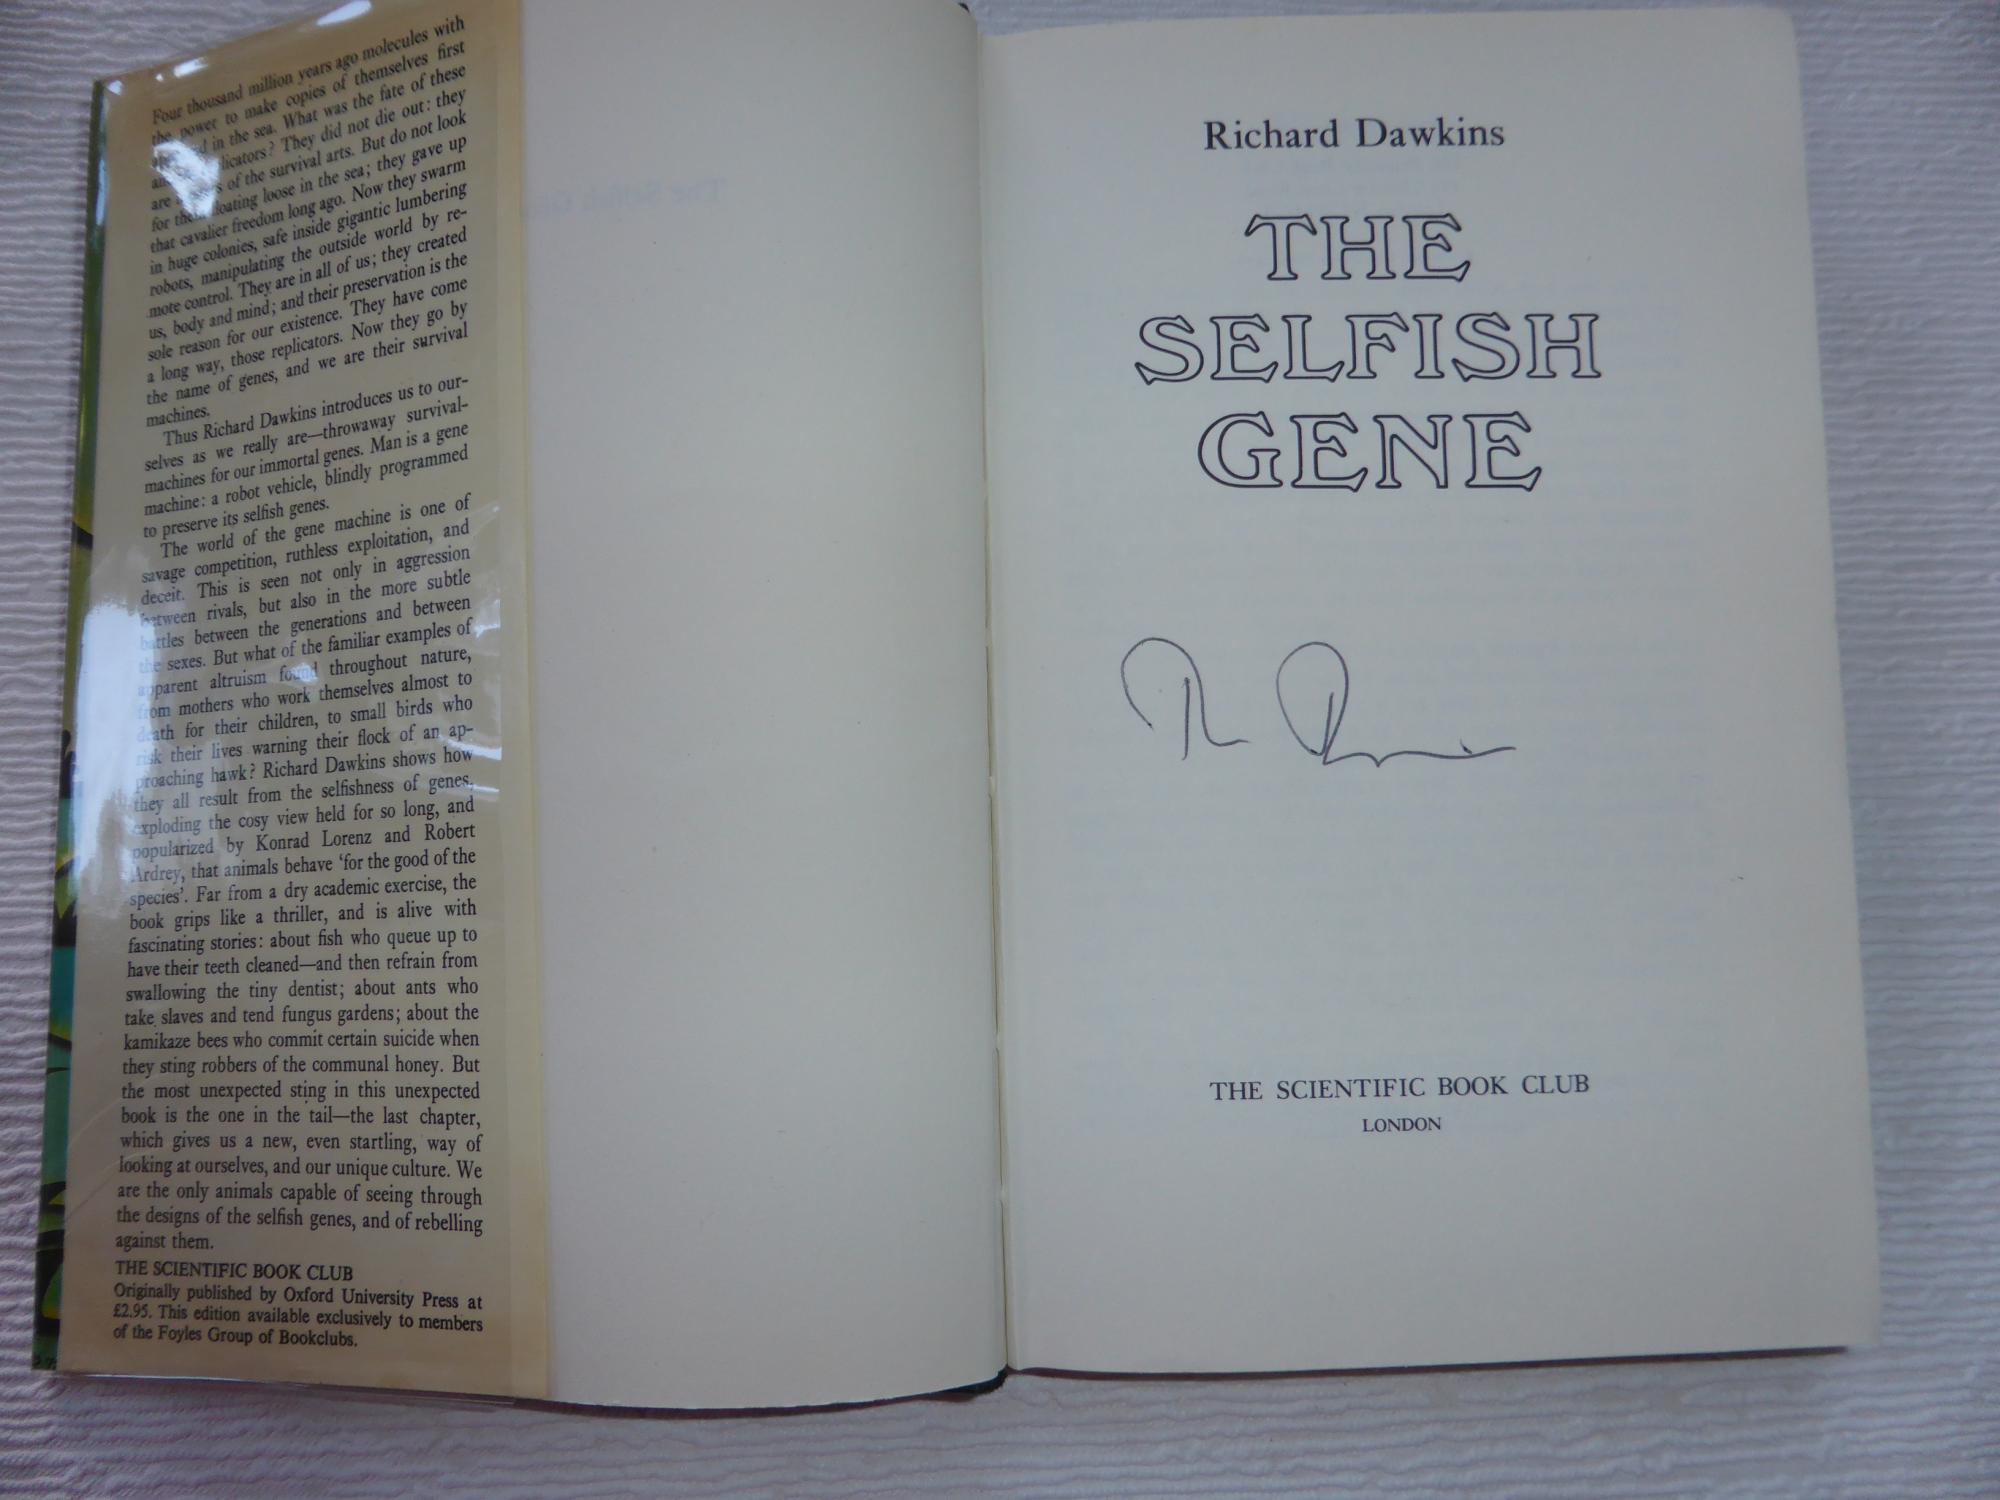 Four thousand million years ago molecules with
the power to make copies of themselves first
in the sea. What was the fate of these
They did not die out: they
are of the survival arts. But do not look
for them floating loose in the sea; they gave up
that cavalier freedom long ago. Now they swarm
in huge colonies, safe inside gigantic lumbering
robots, manipulating the outside world by re-
mote control. They are in all of us; they created
us, body and mind; and their preservation is the
sole reason for our existence. They have come
a long way, those replicators. Now they go by
the name of genes, and we are their survival
machines.
Thus Richard Dawkins introduces us to our-
selves as we really are—throwaway survival-
machines for our immortal genes. Man is a gene
machine: a robot vehicle, blindly programmed
to preserve its selfish genes.
The world of the gene machine is one of
savage competition, ruthless exploitation, and
deceit. This is seen not only in aggression
between rivals, but also in the more subtle
battles between the generations and between
the sexes. But what of the familiar examples of
apparent altruism found throughout nature,
from mothers who work themselves almost to
death for their children, to small birds who
risk their lives warning their flock of an ap-
proaching hawk? Richard Dawkins shows how
they all result from the selfishness of genes,
exploding the cosy view held for so long, and
popularized by Konrad Lorenz and Robert
Ardrey, that animals behave 'for the good of the
species'. Far from a dry academic exercise, the
book grips like a thriller, and is alive with
fascinating stories: about fish who queue up to
have their teeth cleaned—and then refrain from
swallowing the tiny dentist; about ants who
take slaves and tend fungus gardens; about the
kamikaze bees who commit certain suicide when
they sting robbers of the communal honey. But
the most unexpected sting in this unexpected
book is the one in the tail—the last chapter,
which gives us a new, even startling, way of
looking at ourselves, and our unique culture. We
are the only animals capable of seeing through
the designs of the selfish genes, and of rebelling
against them.
THE SCIENTIFIC BOOK CLUB
Originally published by Oxford University Press at
£2.95. This edition available exclusively to members
of the Foyles Group of Bookclubs.
Richard Dawkins
THE
SELFISH
GENE
THE SCIENTIFIC BOOK CLUB
LONDON